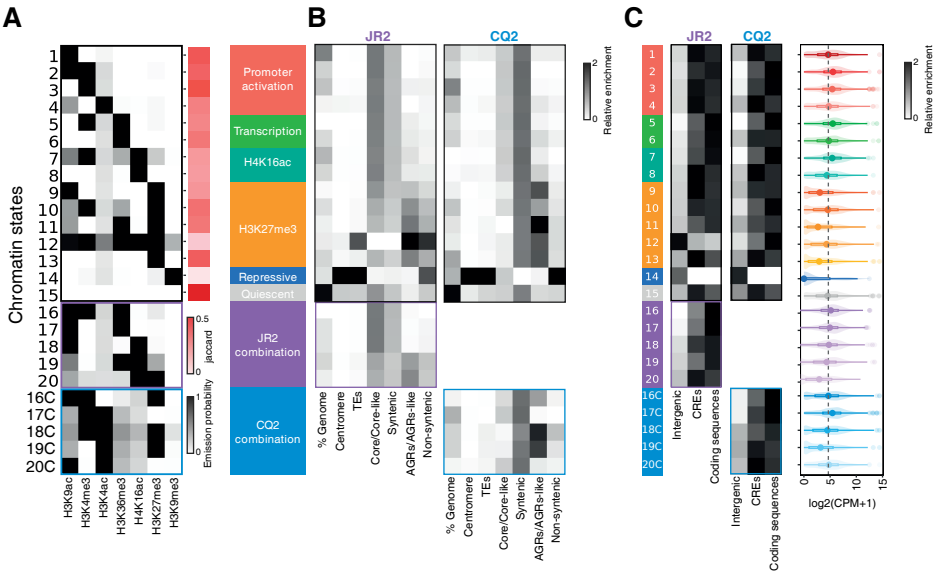 A
B
C
JR2
CQ2
JR2
CQ2
Chromatin states
1
2
3
4
5
6
7
8
9
10
11
12
13
14
15
16
17
18
19
20
16C
17C
18C
19C
20C
H3K9ac
H3K4me3
H3K4ac
H3K36me3
H4K16ac
H3K27me3
H3K9me3
0.5
0
jaccard
1
0
Emission probability
Promoter
activation
Transcription
H4K16ac
H3K27me3
Repressive
Quiescent
JR2
combination
CQ2
combination
% Genome
Centromere
TEs
Core/Core-like
Syntenic
AGRs/AGRs-like
Non-syntenic
% Genome
Centromere
TEs
Core/Core-like
Syntenic
AGRs/AGRs-like
Non-syntenic
2
0
Relative enrichment
1
2
3
4
5
6
7
8
9
10
11
12
13
14
15
16
17
18
19
20
16C
17C
18C
19C
20C
Intergenic
CREs
Coding sequences
Intergenic
CREs
Coding sequences
0
5
10
15
log2(CPM+1)
2
0
Relative enrichment